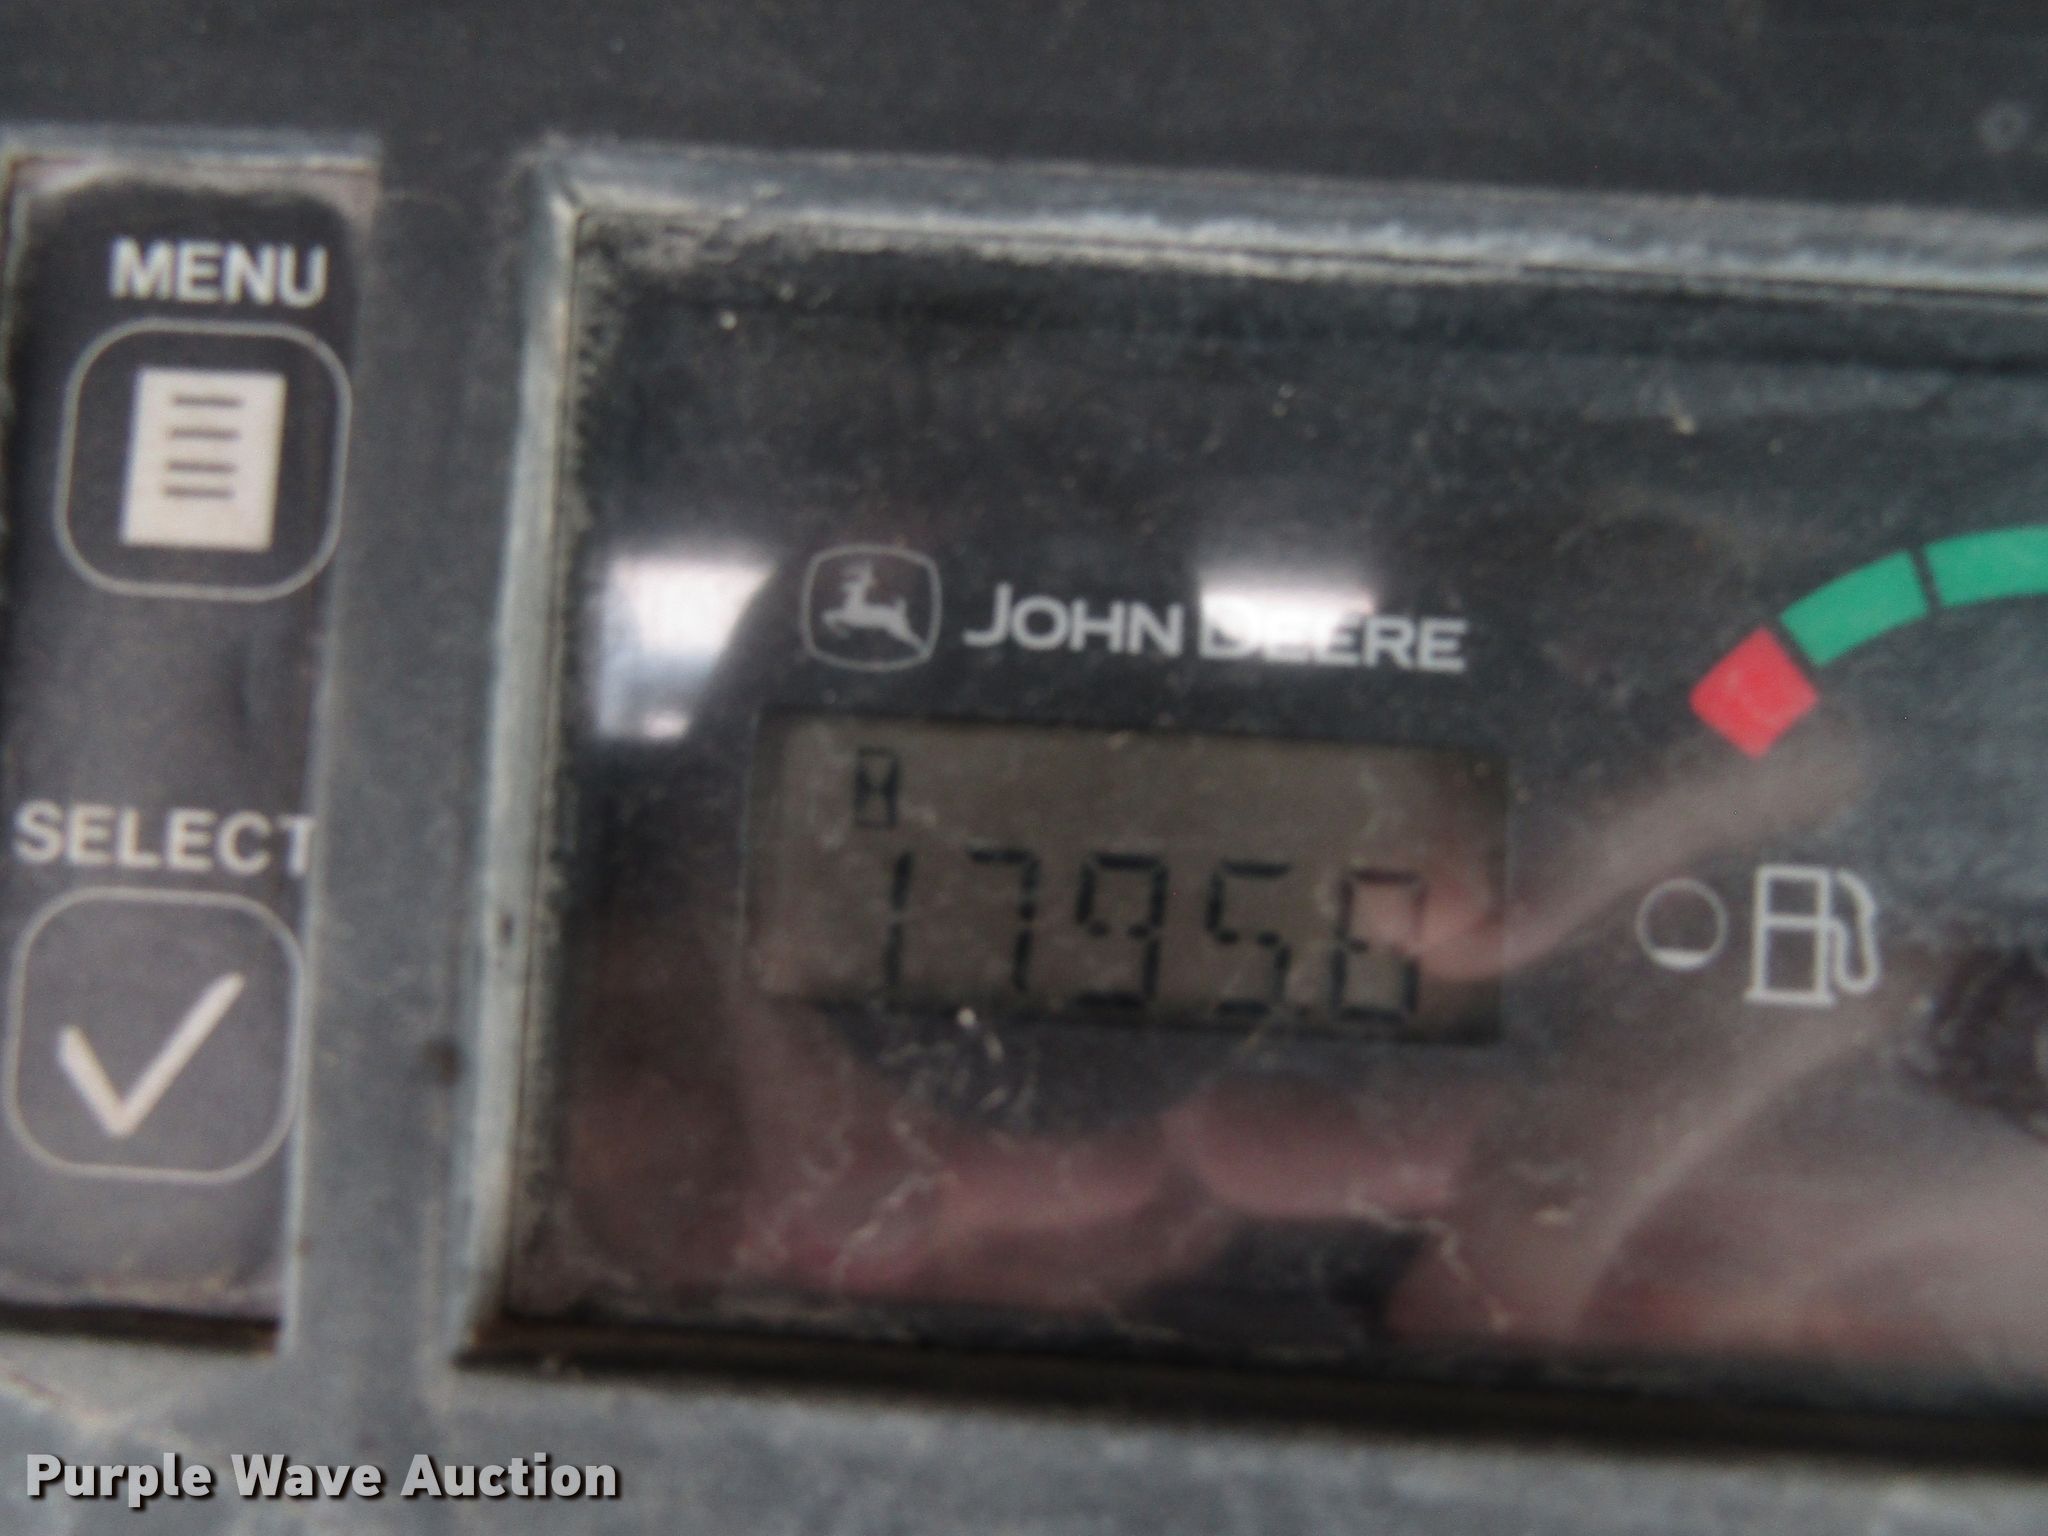 MENU
JOHN DEERE
SELECT
1795.6
Purple Wave Auction